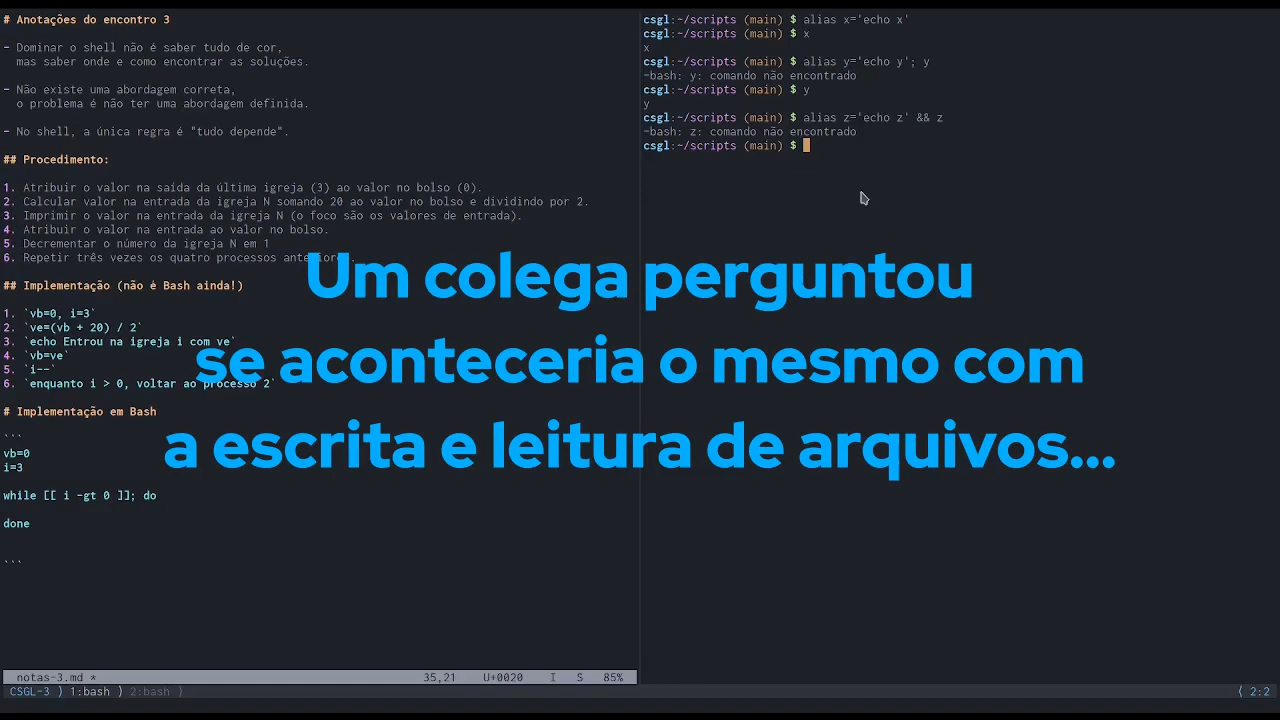 # Anotações do encontro 3
- Dominar o shell não é saber tudo de cor,
mas saber onde e como encontrar as soluções.
- Não existe uma abordagem correta,
o problema é não ter uma abordagem definida.
- No shell, a única regra é "tudo depende".
## Procedimento:
1. Atribuir o valor na saída da última igreja (3) ao valor no bolso (0).
2. Calcular valor na entrada da igreja N somando 20 ao valor no bolso e dividindo por 2.
3. Imprimir o valor na entrada da igreja N (o foco são os valores de entrada).
4. Atribuir o valor na entrada ao valor no bolso.
5. Decrementar o número da igreja N em 1
6. Repetir três vezes os quatro processos anteriores.
## Implementação (não é Bash ainda!)
1. `vb=0, i=3`
2. `ve=(vb + 20) / 2`
3. `echo Entrou na igreja i com ve`
4. `vb=ve`
5. `i--`
6. `enquanto i > 0, voltar ao processo 2`
# Implementação em Bash
```
vb=0
i=3
while [[ i -gt 0 ]]; do
done
```
notas-3.md * 35,21 U+0020 I S 85%
CSGL-3 ⟩ 1:bash ⟩ 2:bash ⟩ ⟨ 2:2
csgl:~/scripts (main) $ alias x='echo x'
csgl:~/scripts (main) $ x
x
csgl:~/scripts (main) $ alias y='echo y'; y
-bash: y: comando não encontrado
csgl:~/scripts (main) $ y
y
csgl:~/scripts (main) $ alias z='echo z' && z
-bash: z: comando não encontrado
csgl:~/scripts (main) $
Um colega perguntou
se aconteceria o mesmo com
a escrita e leitura de arquivos...